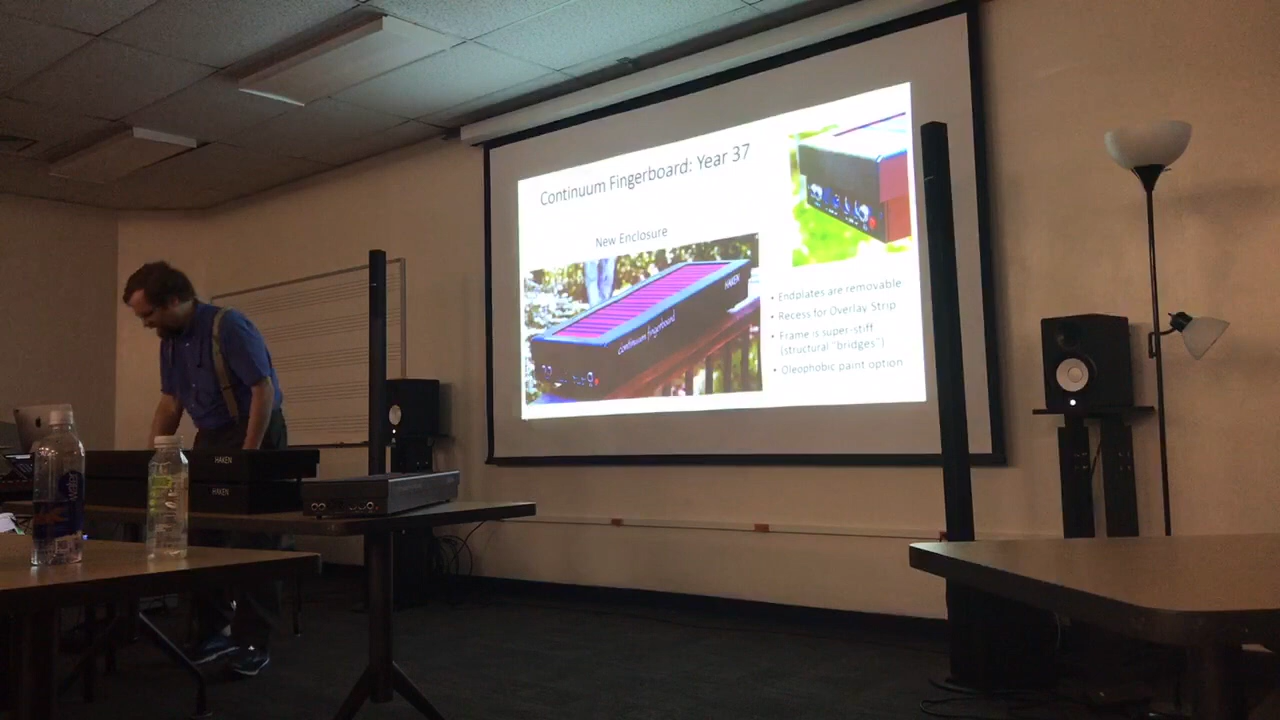 Continuum Fingerboard: Year 37
New Enclosure
HAKEN
continuum fingerboard
• Endplates are removable
• Recess for Overlay Strip
• Frame is super-stiff
(structural "bridges")
• Oleophobic paint option
HAKEN
HAKEN